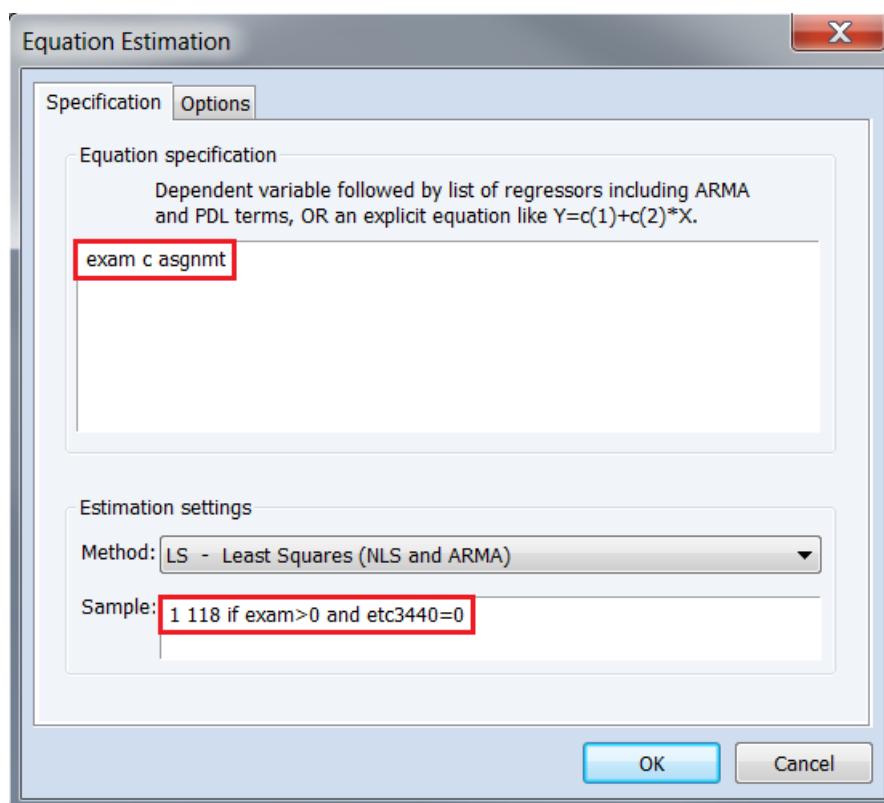 Equation Estimation
X
Specification
Options
Equation specification
Dependent variable followed by list of regressors including ARMA
and PDL terms, OR an explicit equation like Y=c(1)+c(2)*X.
exam c asgnmt
Estimation settings
Method: LS - Least Squares (NLS and ARMA)
Sample: 1 118 if exam>0 and etc3440=0
OK
Cancel